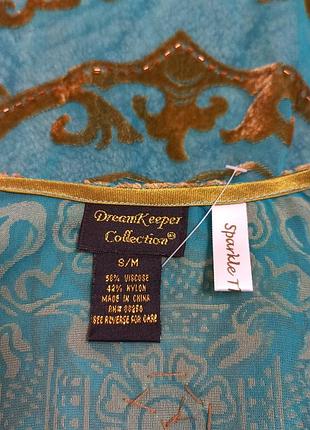 DreamKeeper
Collection®
S/M
58% VISCOSE
42% NYLON
MADE IN CHINA
SEE REVERSE FOR CARE
Sparkle T